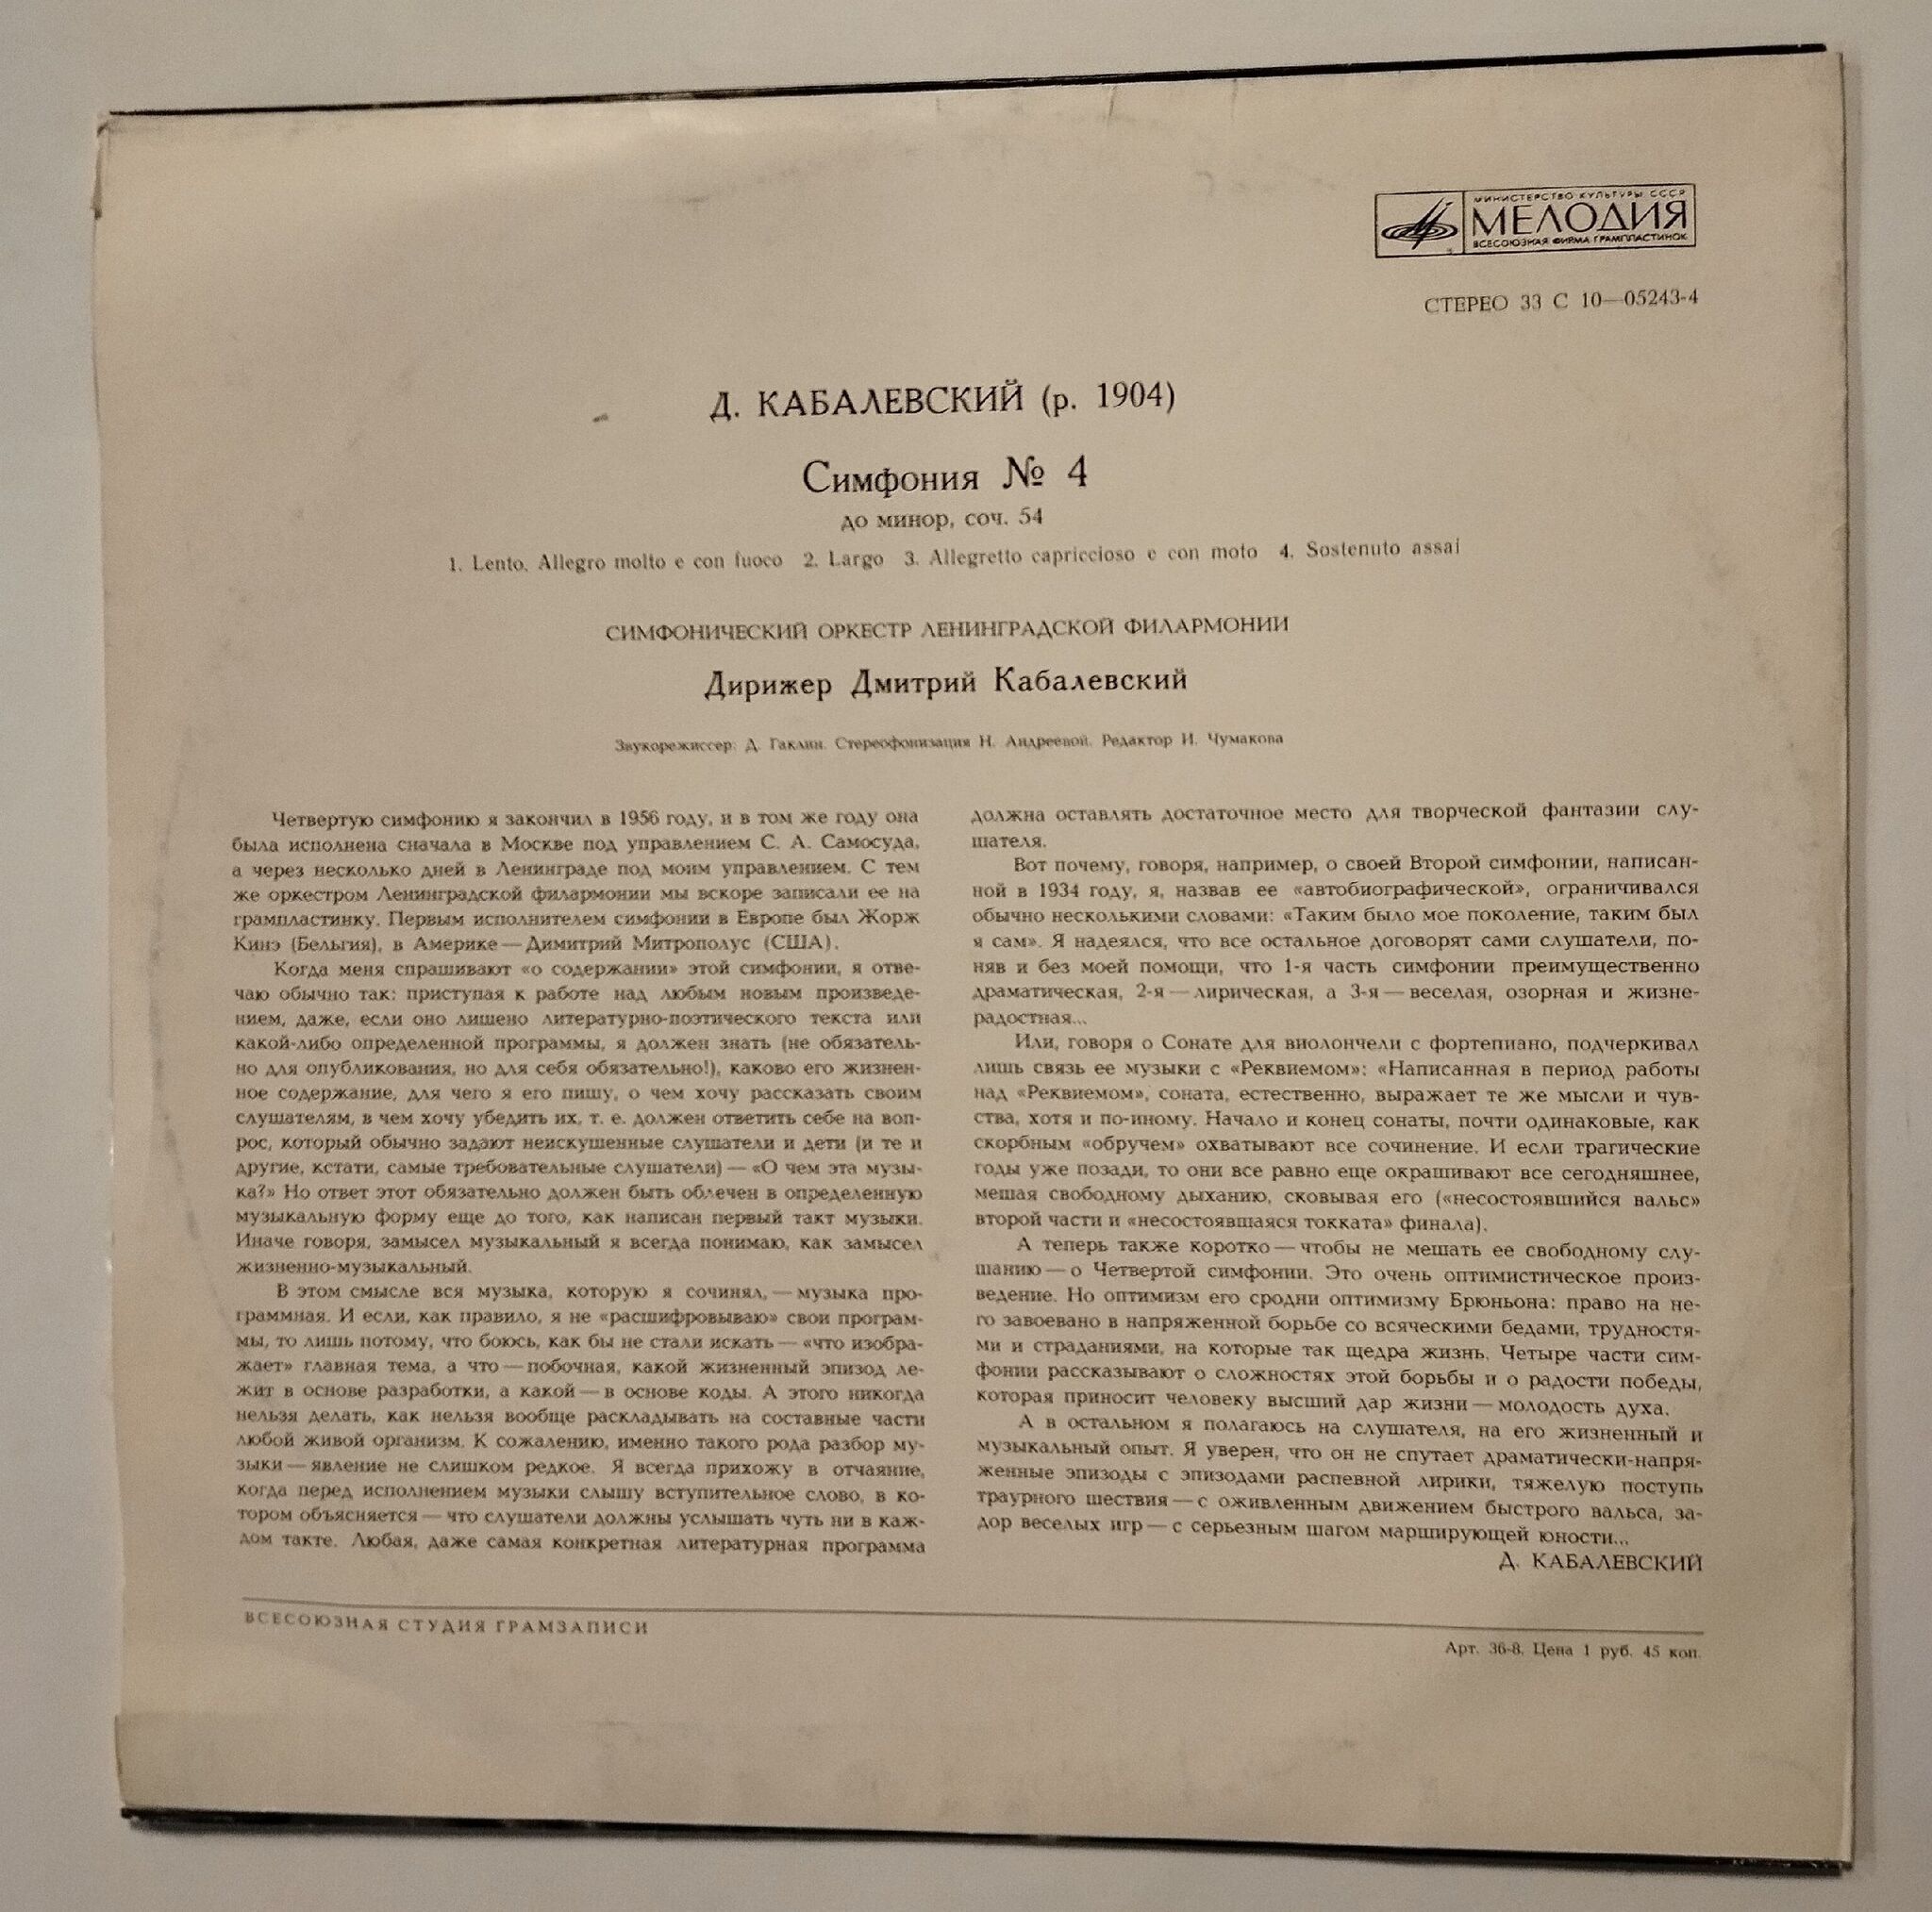 МИНИСТЕРСТВО КУЛЬТУРЫ СССР
МЕЛОДИЯ
ВСЕСОЮЗНАЯ ФИРМА ГРАМПЛАСТИНОК
СТЕРЕО 33 С 10—05243-4
Д. КАБАЛЕВСКИЙ (р. 1904)
Симфония № 4
до минор, соч. 54
1. Lento. Allegro molto e con fuoco 2. Largo 3. Allegretto capriccioso e con moto 4. Sostenuto assai
СИМФОНИЧЕСКИЙ ОРКЕСТР ЛЕНИНГРАДСКОЙ ФИЛАРМОНИИ
Дирижер Дмитрий Кабалевский
Звукорежиссер: Д. Гаклин. Стереофонизация Н. Андреевой. Редактор И. Чумакова
Четвертую симфонию я закончил в 1956 году, и в том же году она
была исполнена сначала в Москве под управлением С. А. Самосуда,
а через несколько дней в Ленинграде под моим управлением. С тем
же оркестром Ленинградской филармонии мы вскоре записали ее на
грампластинку. Первым исполнителем симфонии в Европе был Жорж
Кинэ (Бельгия), в Америке — Димитрий Митрополус (США).
Когда меня спрашивают «о содержании» этой симфонии, я отве-
чаю обычно так: приступая к работе над любым новым произведе-
нием, даже, если оно лишено литературно-поэтического текста или
какой-либо определенной программы, я должен знать (не обязатель-
но для опубликования, но для себя обязательно!), каково его жизнен-
ное содержание, для чего я его пишу, о чем хочу рассказать своим
слушателям, в чем хочу убедить их, т. е. должен ответить себе на воп-
рос, который обычно задают неискушенные слушатели и дети (и те и
другие, кстати, самые требовательные слушатели) — «О чем эта музы-
ка?» Но ответ этот обязательно должен быть облечен в определенную
музыкальную форму еще до того, как написан первый такт музыки.
Иначе говоря, замысел музыкальный я всегда понимаю, как замысел
жизненно-музыкальный.
В этом смысле вся музыка, которую я сочинял, — музыка про-
граммная. И если, как правило, я не «расшифровываю» свои програм-
мы, то лишь потому, что боюсь, как бы не стали искать — «что изобра-
жает» главная тема, а что — побочная, какой жизненный эпизод ле-
жит в основе разработки, а какой — в основе коды. А этого никогда
нельзя делать, как нельзя вообще раскладывать на составные части
любой живой организм. К сожалению, именно такого рода разбор му-
зыки — явление не слишком редкое. Я всегда прихожу в отчаяние,
когда перед исполнением музыки слышу вступительное слово, в ко-
тором объясняется — что слушатели должны услышать чуть ни в каж-
дом такте. Любая, даже самая конкретная литературная программа
должна оставлять достаточное место для творческой фантазии слу-
шателя.
Вот почему, говоря, например, о своей Второй симфонии, написан-
ной в 1934 году, я, назвав ее «автобиографической», ограничивался
обычно несколькими словами: «Таким было мое поколение, таким был
я сам». Я надеялся, что все остальное договорят сами слушатели, по-
няв и без моей помощи, что 1-я часть симфонии преимущественно
драматическая, 2-я — лирическая, а 3-я — веселая, озорная и жизне-
радостная...
Или, говоря о Сонате для виолончели с фортепиано, подчеркивал
лишь связь ее музыки с «Реквиемом»: «Написанная в период работы
над «Реквиемом», соната, естественно, выражает те же мысли и чув-
ства, хотя и по-иному. Начало и конец сонаты, почти одинаковые, как
скорбным «обручем» охватывают все сочинение. И если трагические
годы уже позади, то они все равно еще окрашивают все сегодняшнее,
мешая свободному дыханию, сковывая его («несостоявшийся вальс»
второй части и «несостоявшаяся токката» финала).
А теперь также коротко — чтобы не мешать ее свободному слу-
шанию — о Четвертой симфонии. Это очень оптимистическое произ-
ведение. Но оптимизм его сродни оптимизму Брюньона: право на не-
го завоевано в напряженной борьбе со всяческими бедами, трудностя-
ми и страданиями, на которые так щедра жизнь. Четыре части сим-
фонии рассказывают о сложностях этой борьбы и о радости победы,
которая приносит человеку высший дар жизни — молодость духа.
А в остальном я полагаюсь на слушателя, на его жизненный и
музыкальный опыт. Я уверен, что он не спутает драматически-напря-
женные эпизоды с эпизодами распевной лирики, тяжелую поступь
траурного шествия — с оживленным движением быстрого вальса, за-
дор веселых игр — с серьезным шагом марширующей юности...
Д. КАБАЛЕВСКИЙ
ВСЕСОЮЗНАЯ СТУДИЯ ГРАМЗАПИСИ
Арт. 36-8. Цена 1 руб. 45 коп.